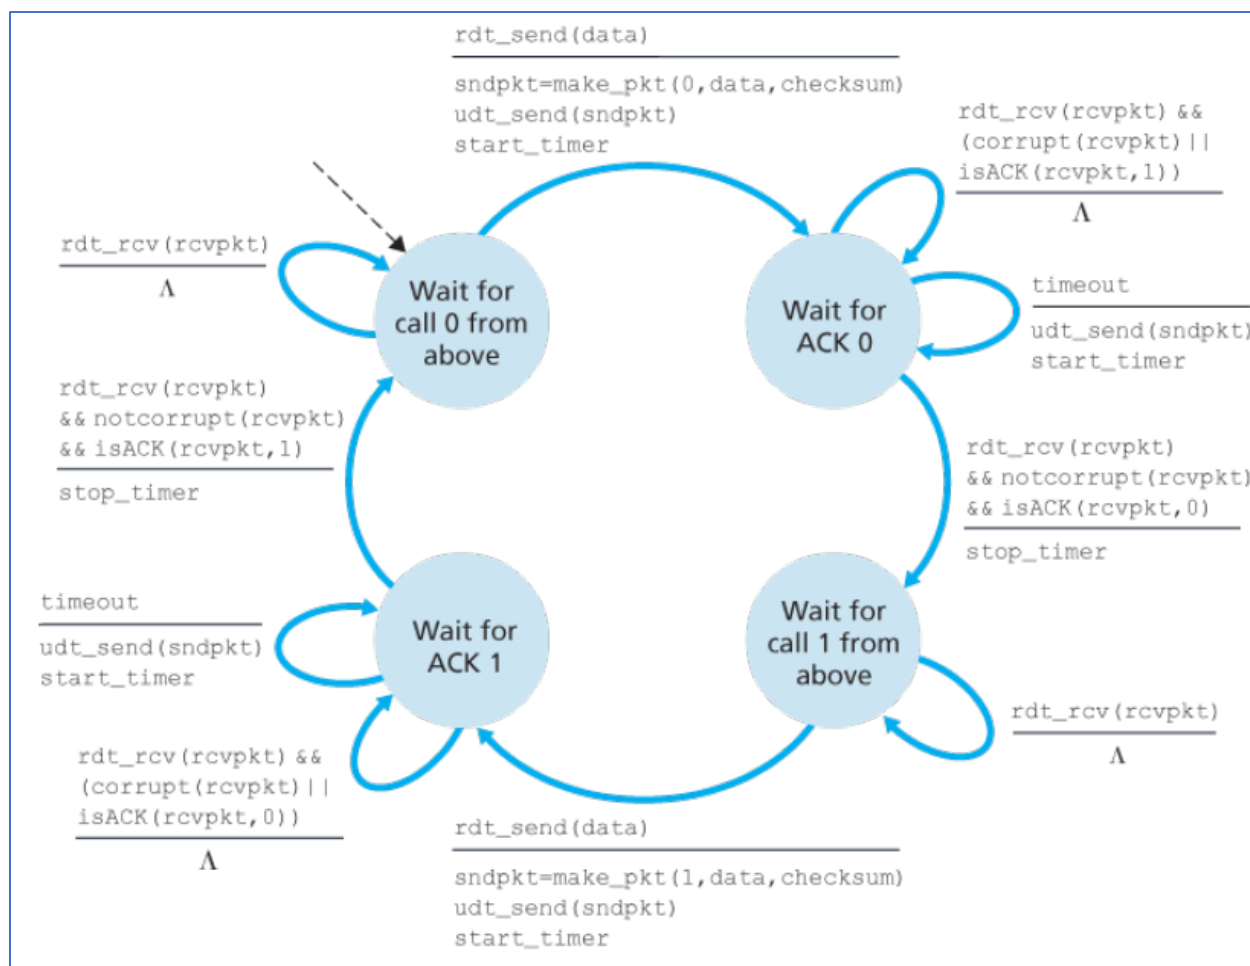 rdt_send(data)
sndpkt=make_pkt(0,data,checksum)
udt_send(sndpkt)
start_timer
rdt_rcv(rcvpkt) &&
(corrupt(rcvpkt)||
isACK(rcvpkt,1))
Λ
rdt_rcv(rcvpkt)
Λ
Wait for
call 0 from
above
Wait for
ACK 0
timeout
udt_send(sndpkt)
start_timer
rdt_rcv(rcvpkt)
&& notcorrupt(rcvpkt)
&& isACK(rcvpkt,1)
stop_timer
rdt_rcv(rcvpkt)
&& notcorrupt(rcvpkt)
&& isACK(rcvpkt,0)
stop_timer
timeout
udt_send(sndpkt)
start_timer
Wait for
ACK 1
Wait for
call 1 from
above
rdt_rcv(rcvpkt)
Λ
rdt_rcv(rcvpkt) &&
(corrupt(rcvpkt)||
isACK(rcvpkt,0))
Λ
rdt_send(data)
sndpkt=make_pkt(1,data,checksum)
udt_send(sndpkt)
start_timer